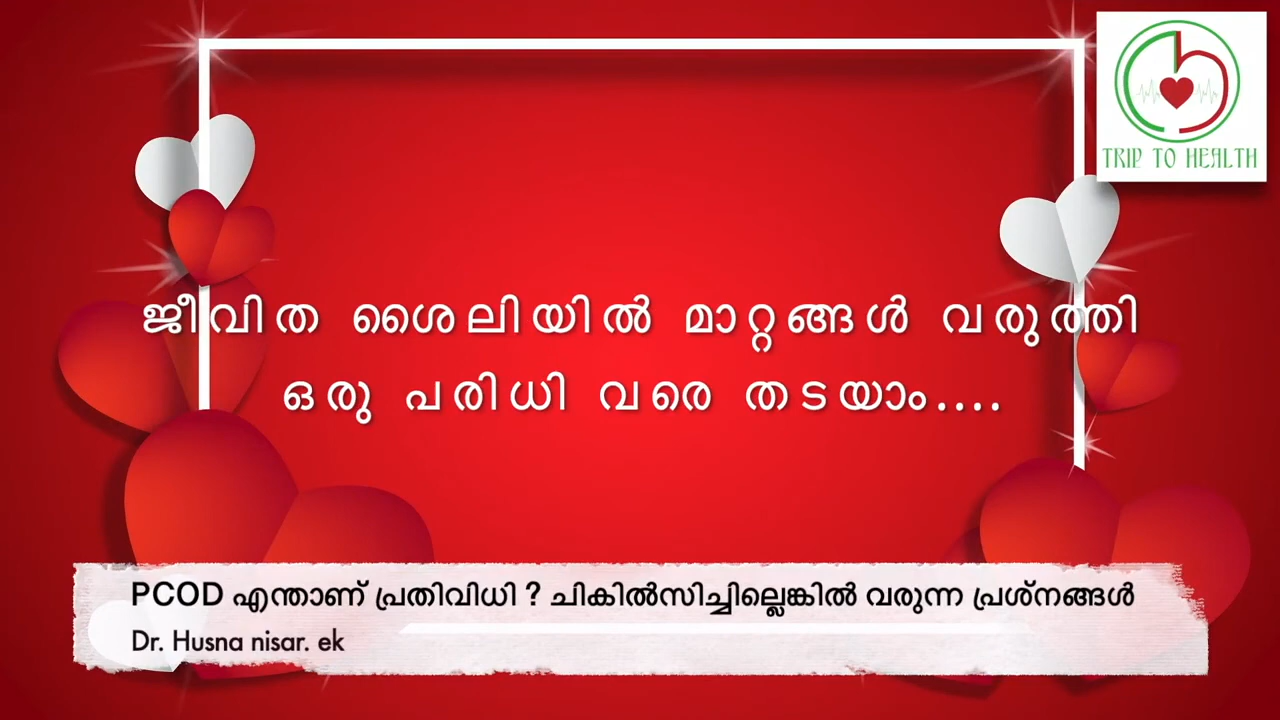 TRIP TO HEALTH
ജീവിത ശൈലിയിൽ മാറ്റങ്ങൾ വരുത്തി
ഒരു പരിധി വരെ തടയാം....
PCOD എന്താണ് പ്രതിവിധി ? ചികിൽസിച്ചില്ലെങ്കിൽ വരുന്ന പ്രശ്നങ്ങൾ
Dr. Husna nisar. ek